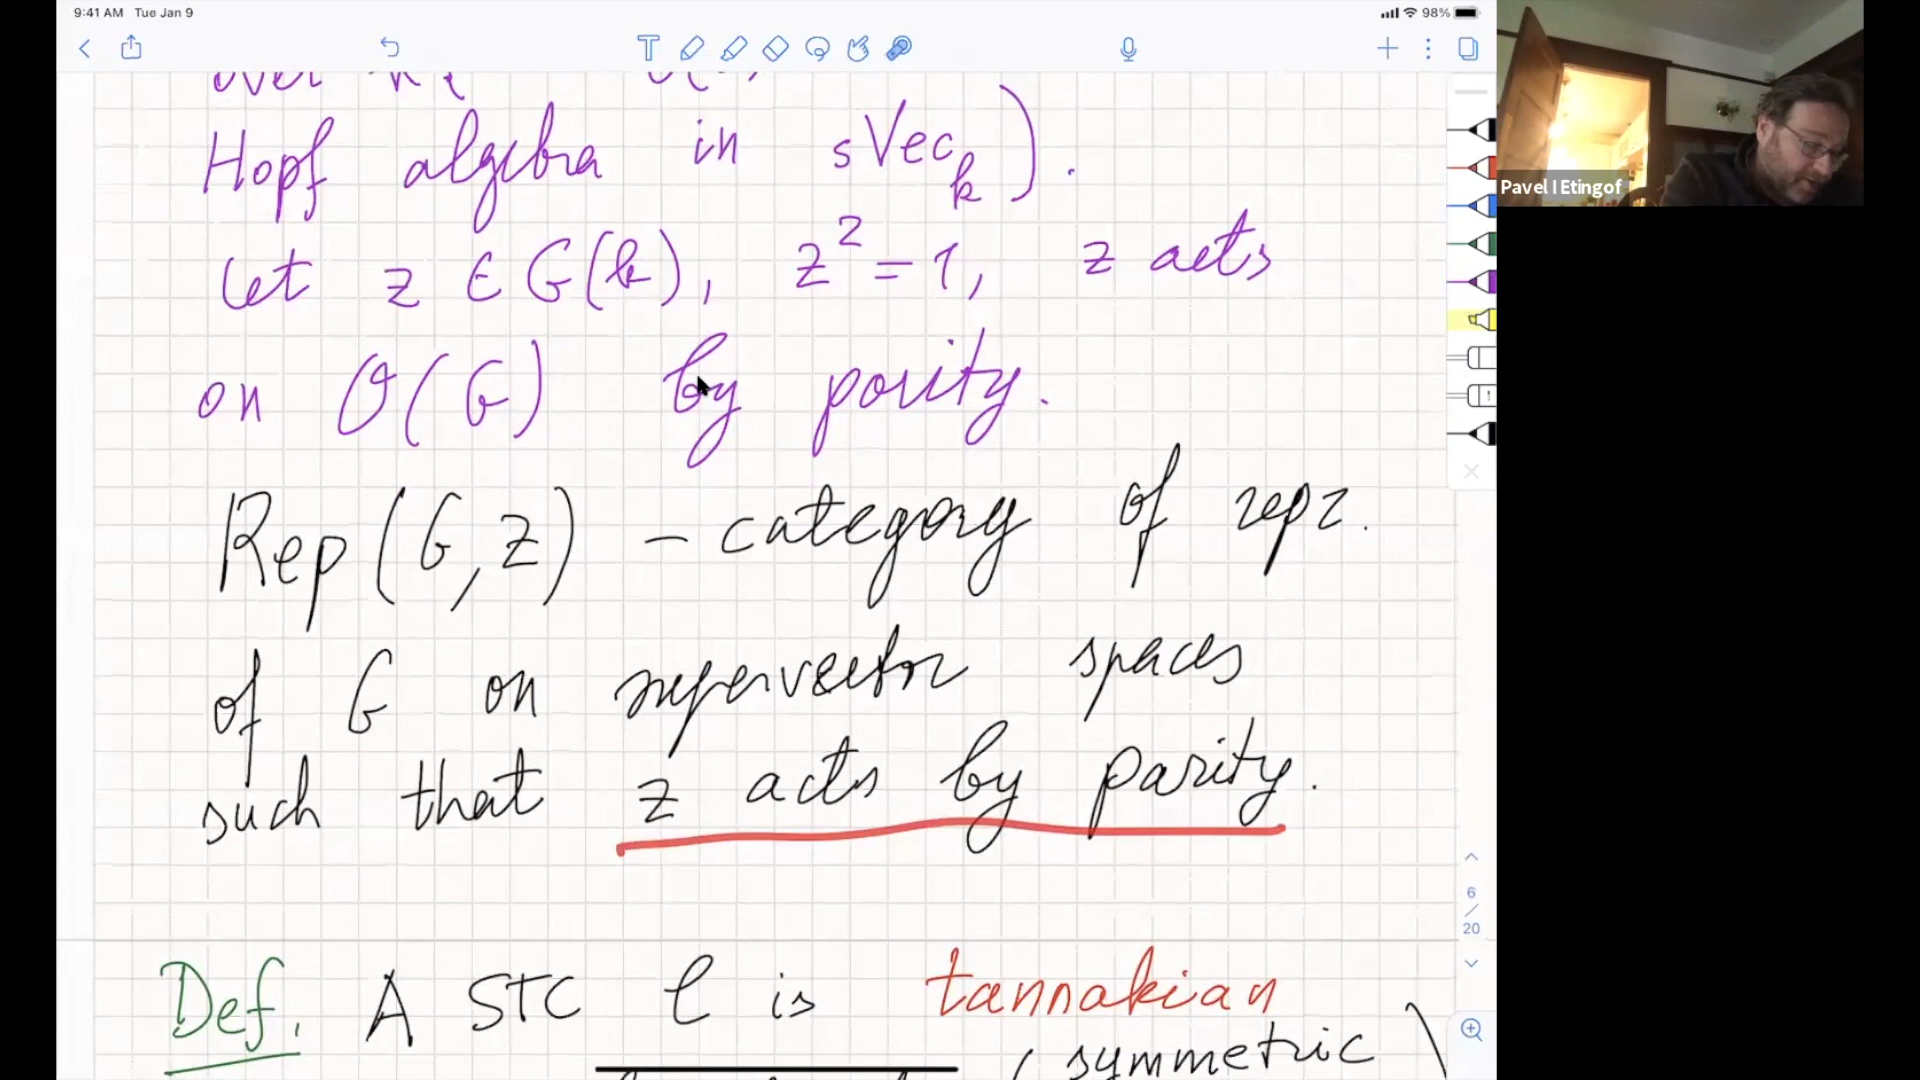 9:41 AM Tue Jan 9
98%
over
Hopf algebra in sVec_k).
Let z ∈ G(k), z² = 1, z acts
on O(G) by parity.
Rep(G,z) – category of repr.
of G on supervector spaces
such that z acts by parity.
6
/
20
Def. A STC C is tannakian
(symmetric)
Pavel I Etingof